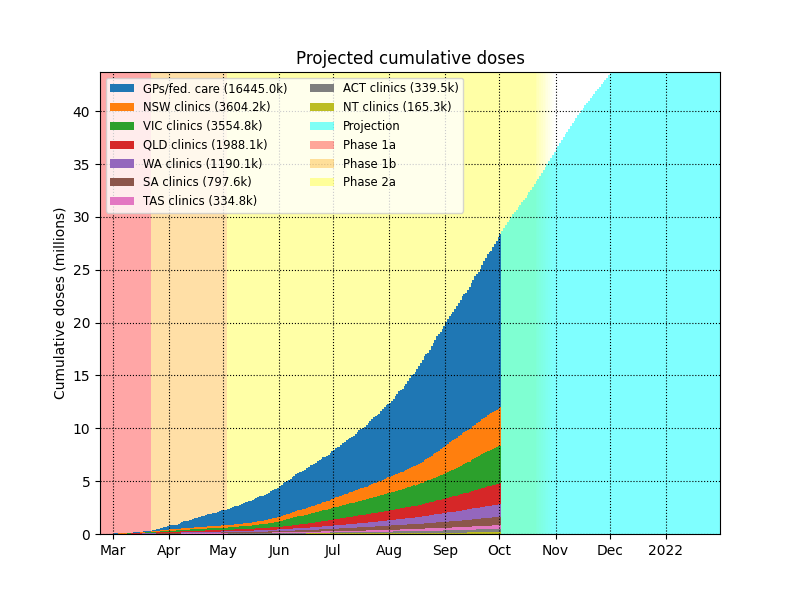 Projected cumulative doses
GPs/fed. care (16445.0k)
NSW clinics (3604.2k)
VIC clinics (3554.8k)
QLD clinics (1988.1k)
WA clinics (1190.1k)
SA clinics (797.6k)
TAS clinics (334.8k)
ACT clinics (339.5k)
NT clinics (165.3k)
Projection
Phase 1a
Phase 1b
Phase 2a
Cumulative doses (millions)
40
35
30
25
20
15
10
5
0
Mar Apr May Jun Jul Aug Sep Oct Nov Dec 2022